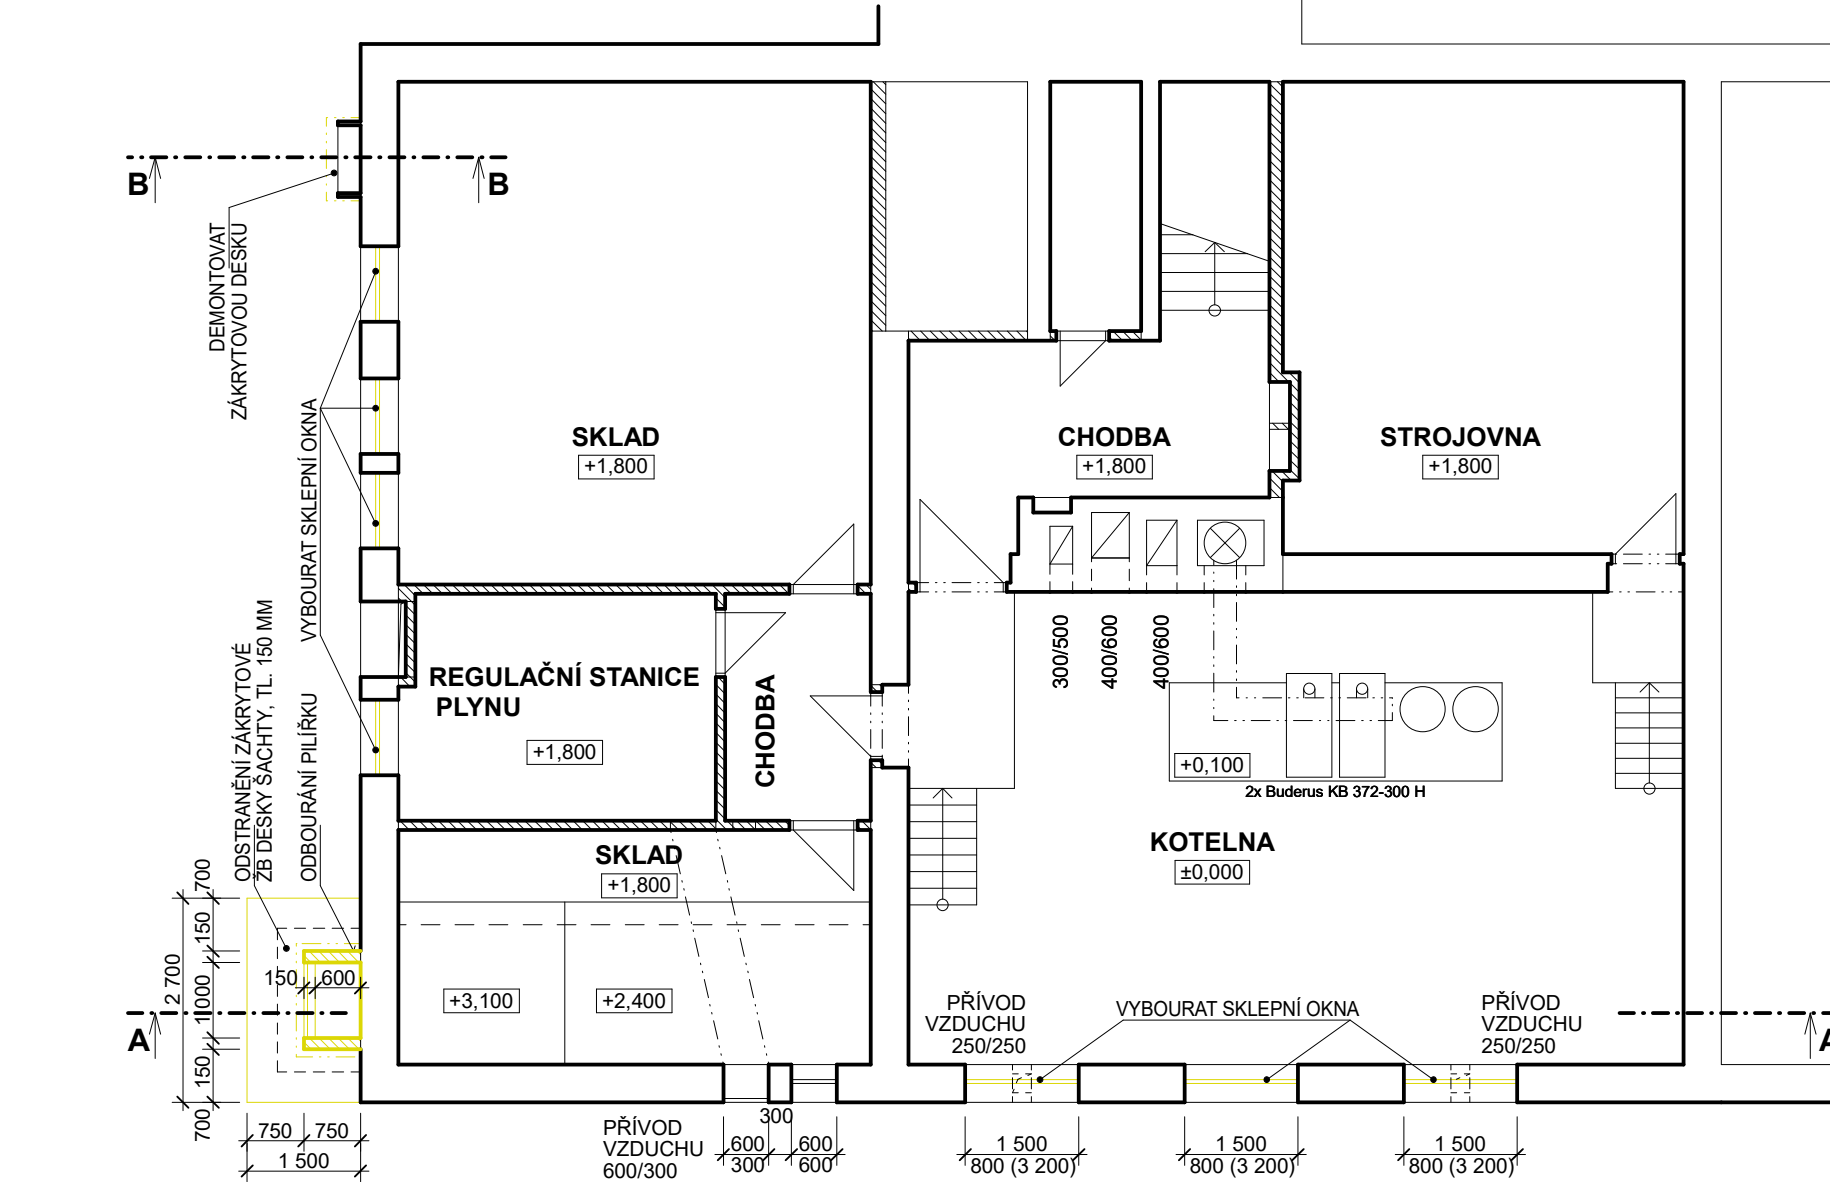 B
B
DEMONTOVAT
ZÁKRYTOVOU DESKU
VYBOURAT SKLEPNÍ OKNA
SKLAD
+1,800
CHODBA
+1,800
STROJOVNA
+1,800
300/500
400/600
400/600
REGULAČNÍ STANICE
PLYNU
+1,800
CHODBA
+0,100
2x Buderus KB 372-300 H
KOTELNA
±0,000
ODSTRANĚNÍ ZÁKRYTOVÉ
ŽB DESKY ŠACHTY, TL. 150 MM
ODBOURÁNÍ PILÍŘKU
SKLAD
+1,800
+3,100
+2,400
700
150
1000
150
700
2 700
150
600
A
A
PŘÍVOD
VZDUCHU
250/250
VYBOURAT SKLEPNÍ OKNA
PŘÍVOD
VZDUCHU
250/250
750
750
1 500
PŘÍVOD
VZDUCHU
600/300
300
600
300
600
600
1 500
800 (3 200)
1 500
800 (3 200)
1 500
800 (3 200)